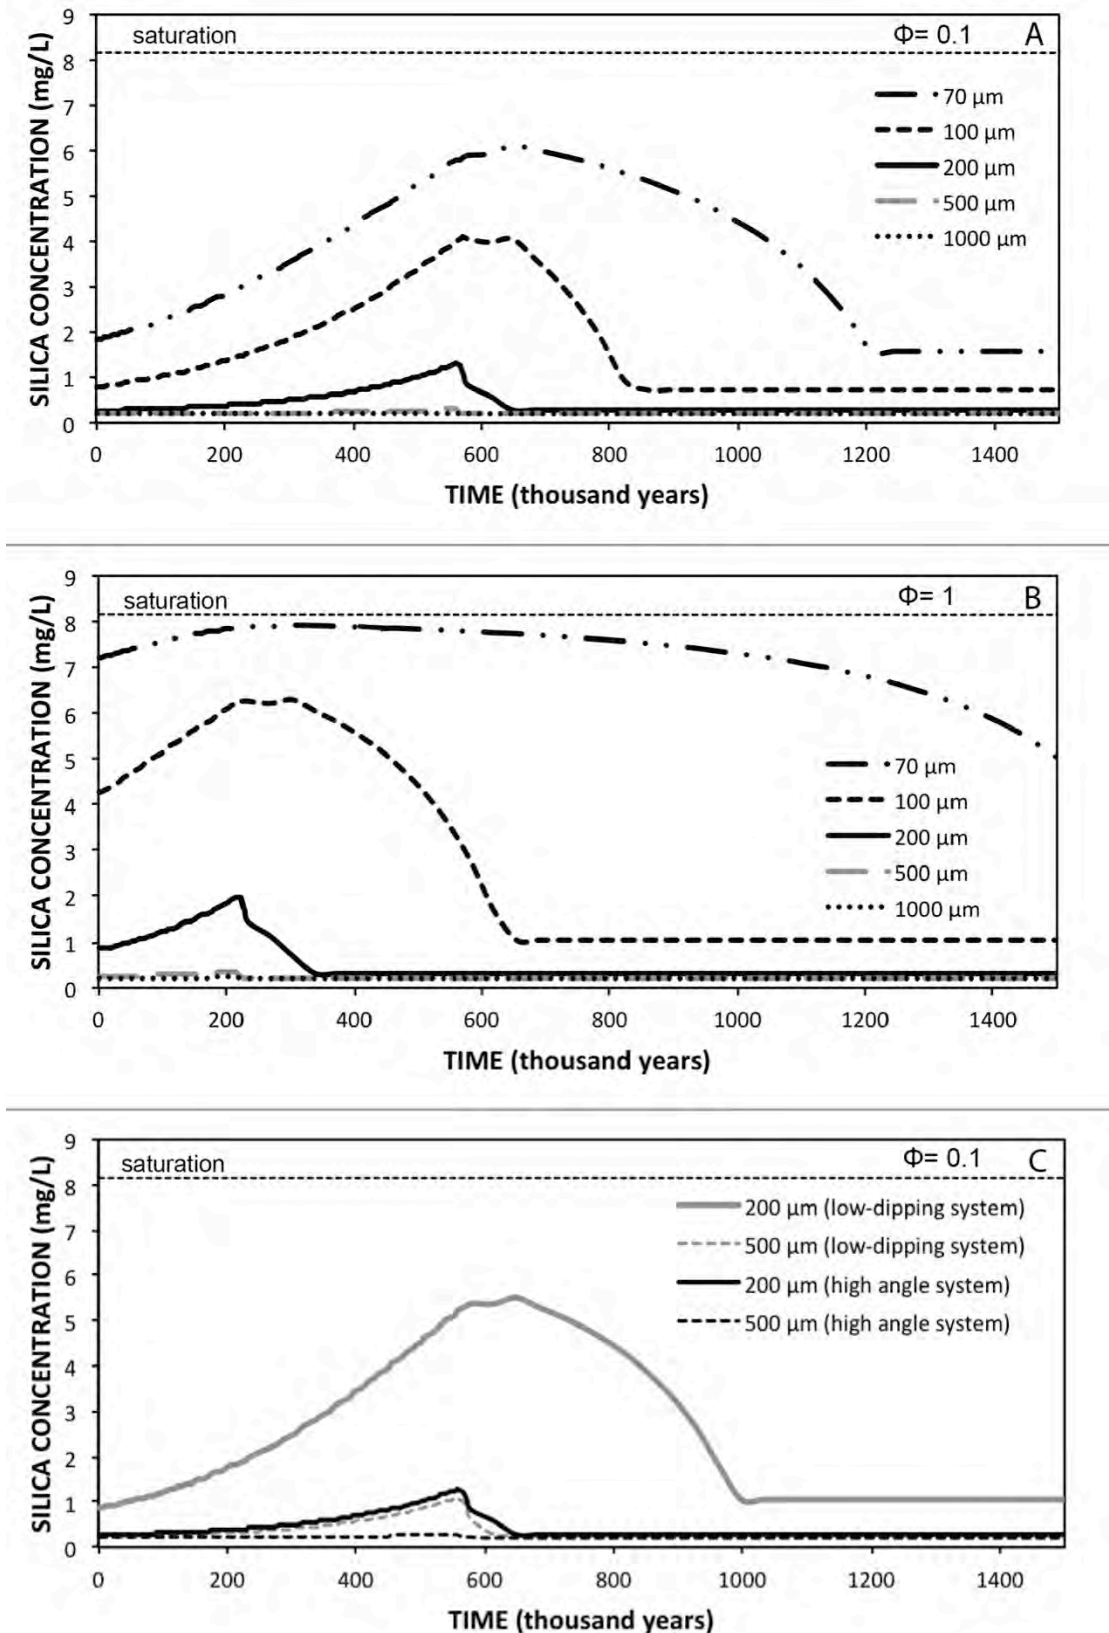 9
saturation
Φ= 0.1
A
8
7
6
5
4
3
2
1
0
SILICA CONCENTRATION (mg/L)
70 μm
100 μm
200 μm
500 μm
1000 μm
0 200 400 600 800 1000 1200 1400
TIME (thousand years)
9
saturation
Φ= 1
B
8
7
6
5
4
3
2
1
0
SILICA CONCENTRATION (mg/L)
70 μm
100 μm
200 μm
500 μm
1000 μm
0 200 400 600 800 1000 1200 1400
TIME (thousand years)
9
saturation
Φ= 0.1
C
8
7
6
5
4
3
2
1
0
SILICA CONCENTRATION (mg/L)
200 μm (low-dipping system)
500 μm (low-dipping system)
200 μm (high angle system)
500 μm (high angle system)
0 200 400 600 800 1000 1200 1400
TIME (thousand years)